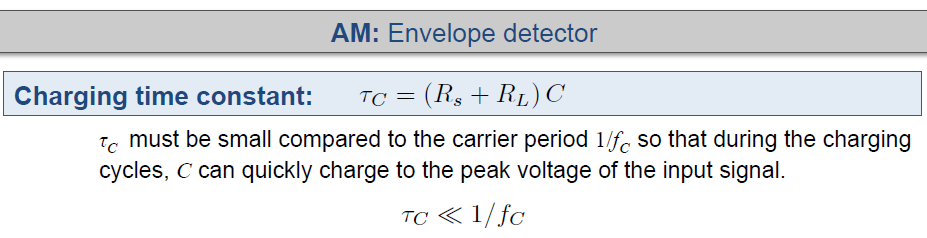 AM: Envelope detector
Charging time constant: τ_C = (R_s + R_L) C
τ_C must be small compared to the carrier period 1/f_C so that during the charging
cycles, C can quickly charge to the peak voltage of the input signal.
τ_C ≪ 1/f_C